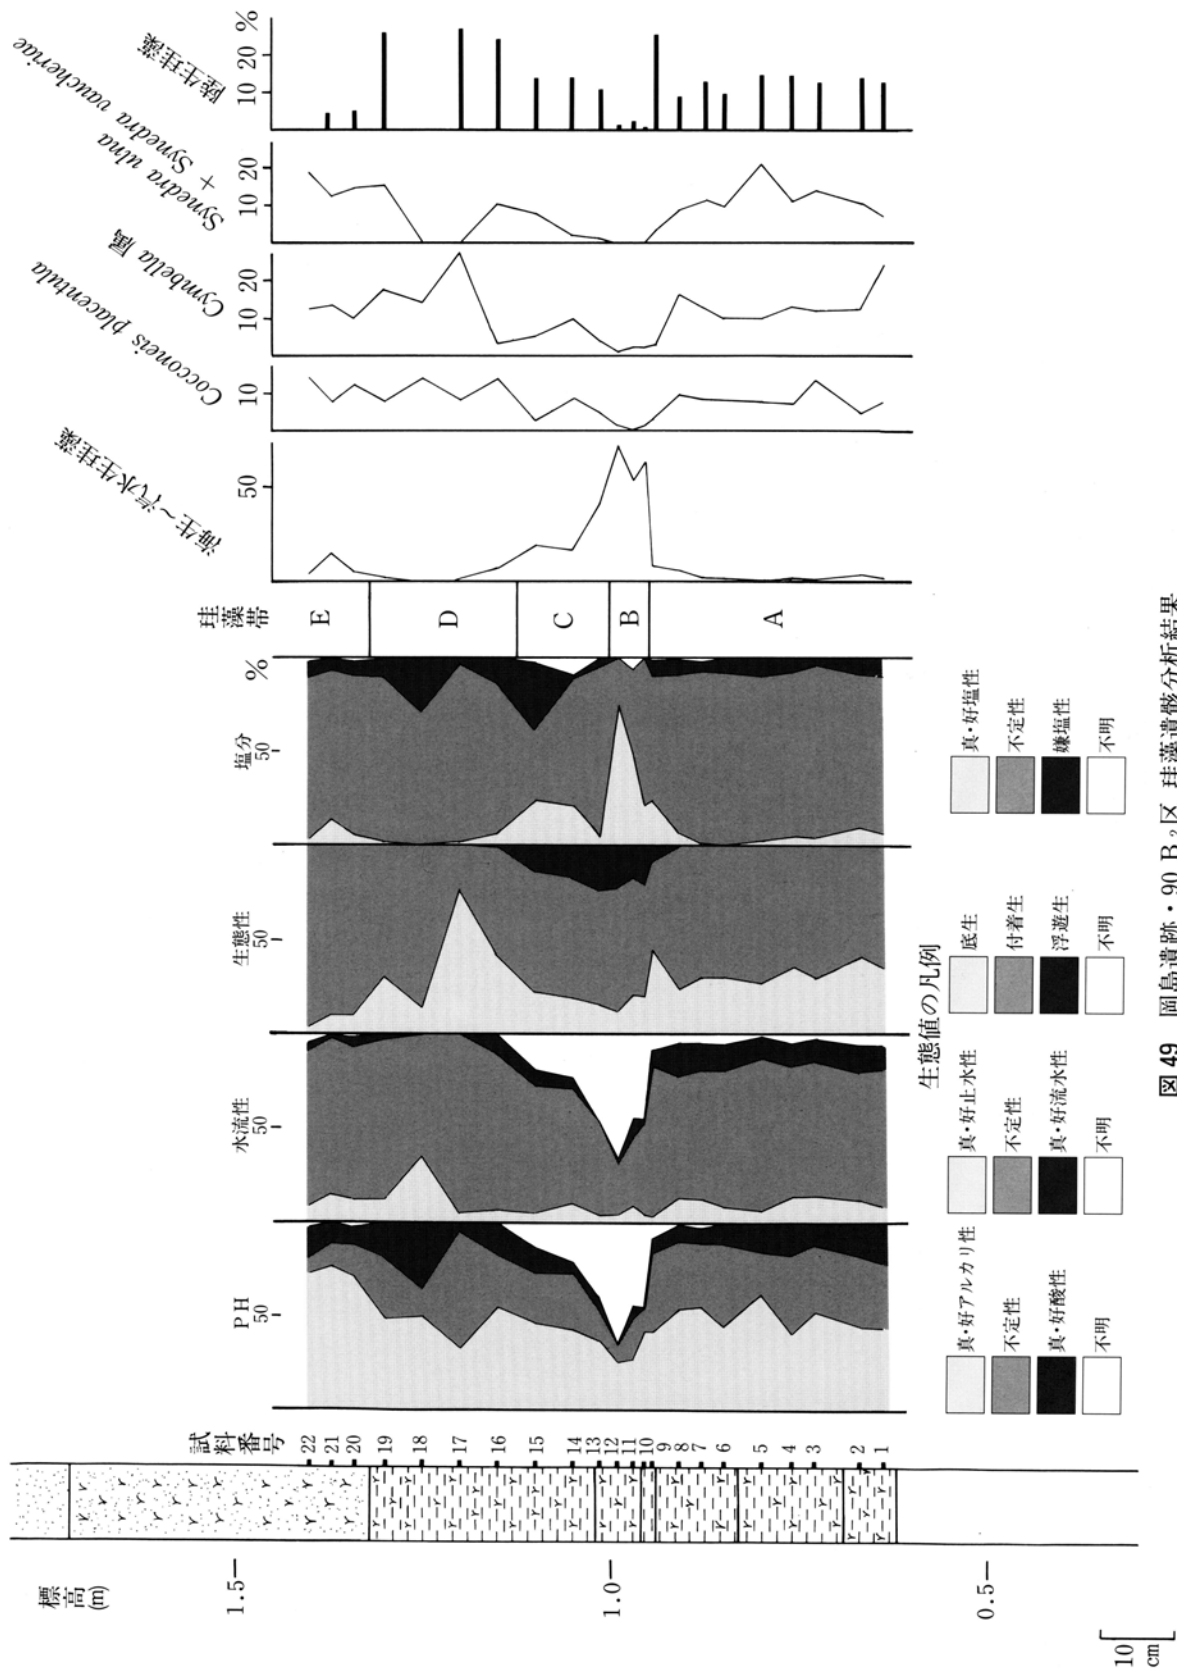 標高(m)
1.5
1.0
0.5
10 cm
試料番号
22
21
20
19
18
17
16
15
14
13
12
11
10
9
8
7
6
5
4
3
2
1
PH
50
水流性
50
生態性
50
塩分
50
%
珪藻帯
E
D
C
B
A
海生～汽水生珪藻
50
Cocconeis placentula
10
Cymbella 属
10 20
Synedra ulna
+ Synedra vaucheriae
10 20
陸生珪藻
10 20 %
生態値の凡例
真・好アルカリ性
不定性
真・好酸性
不明
真・好止水性
不定性
真・好流水性
不明
底生
付着生
浮遊生
不明
真・好塩性
不定性
嫌塩性
不明
図49 岡島遺跡・90 B₂区 珪藻遺骸分析結果